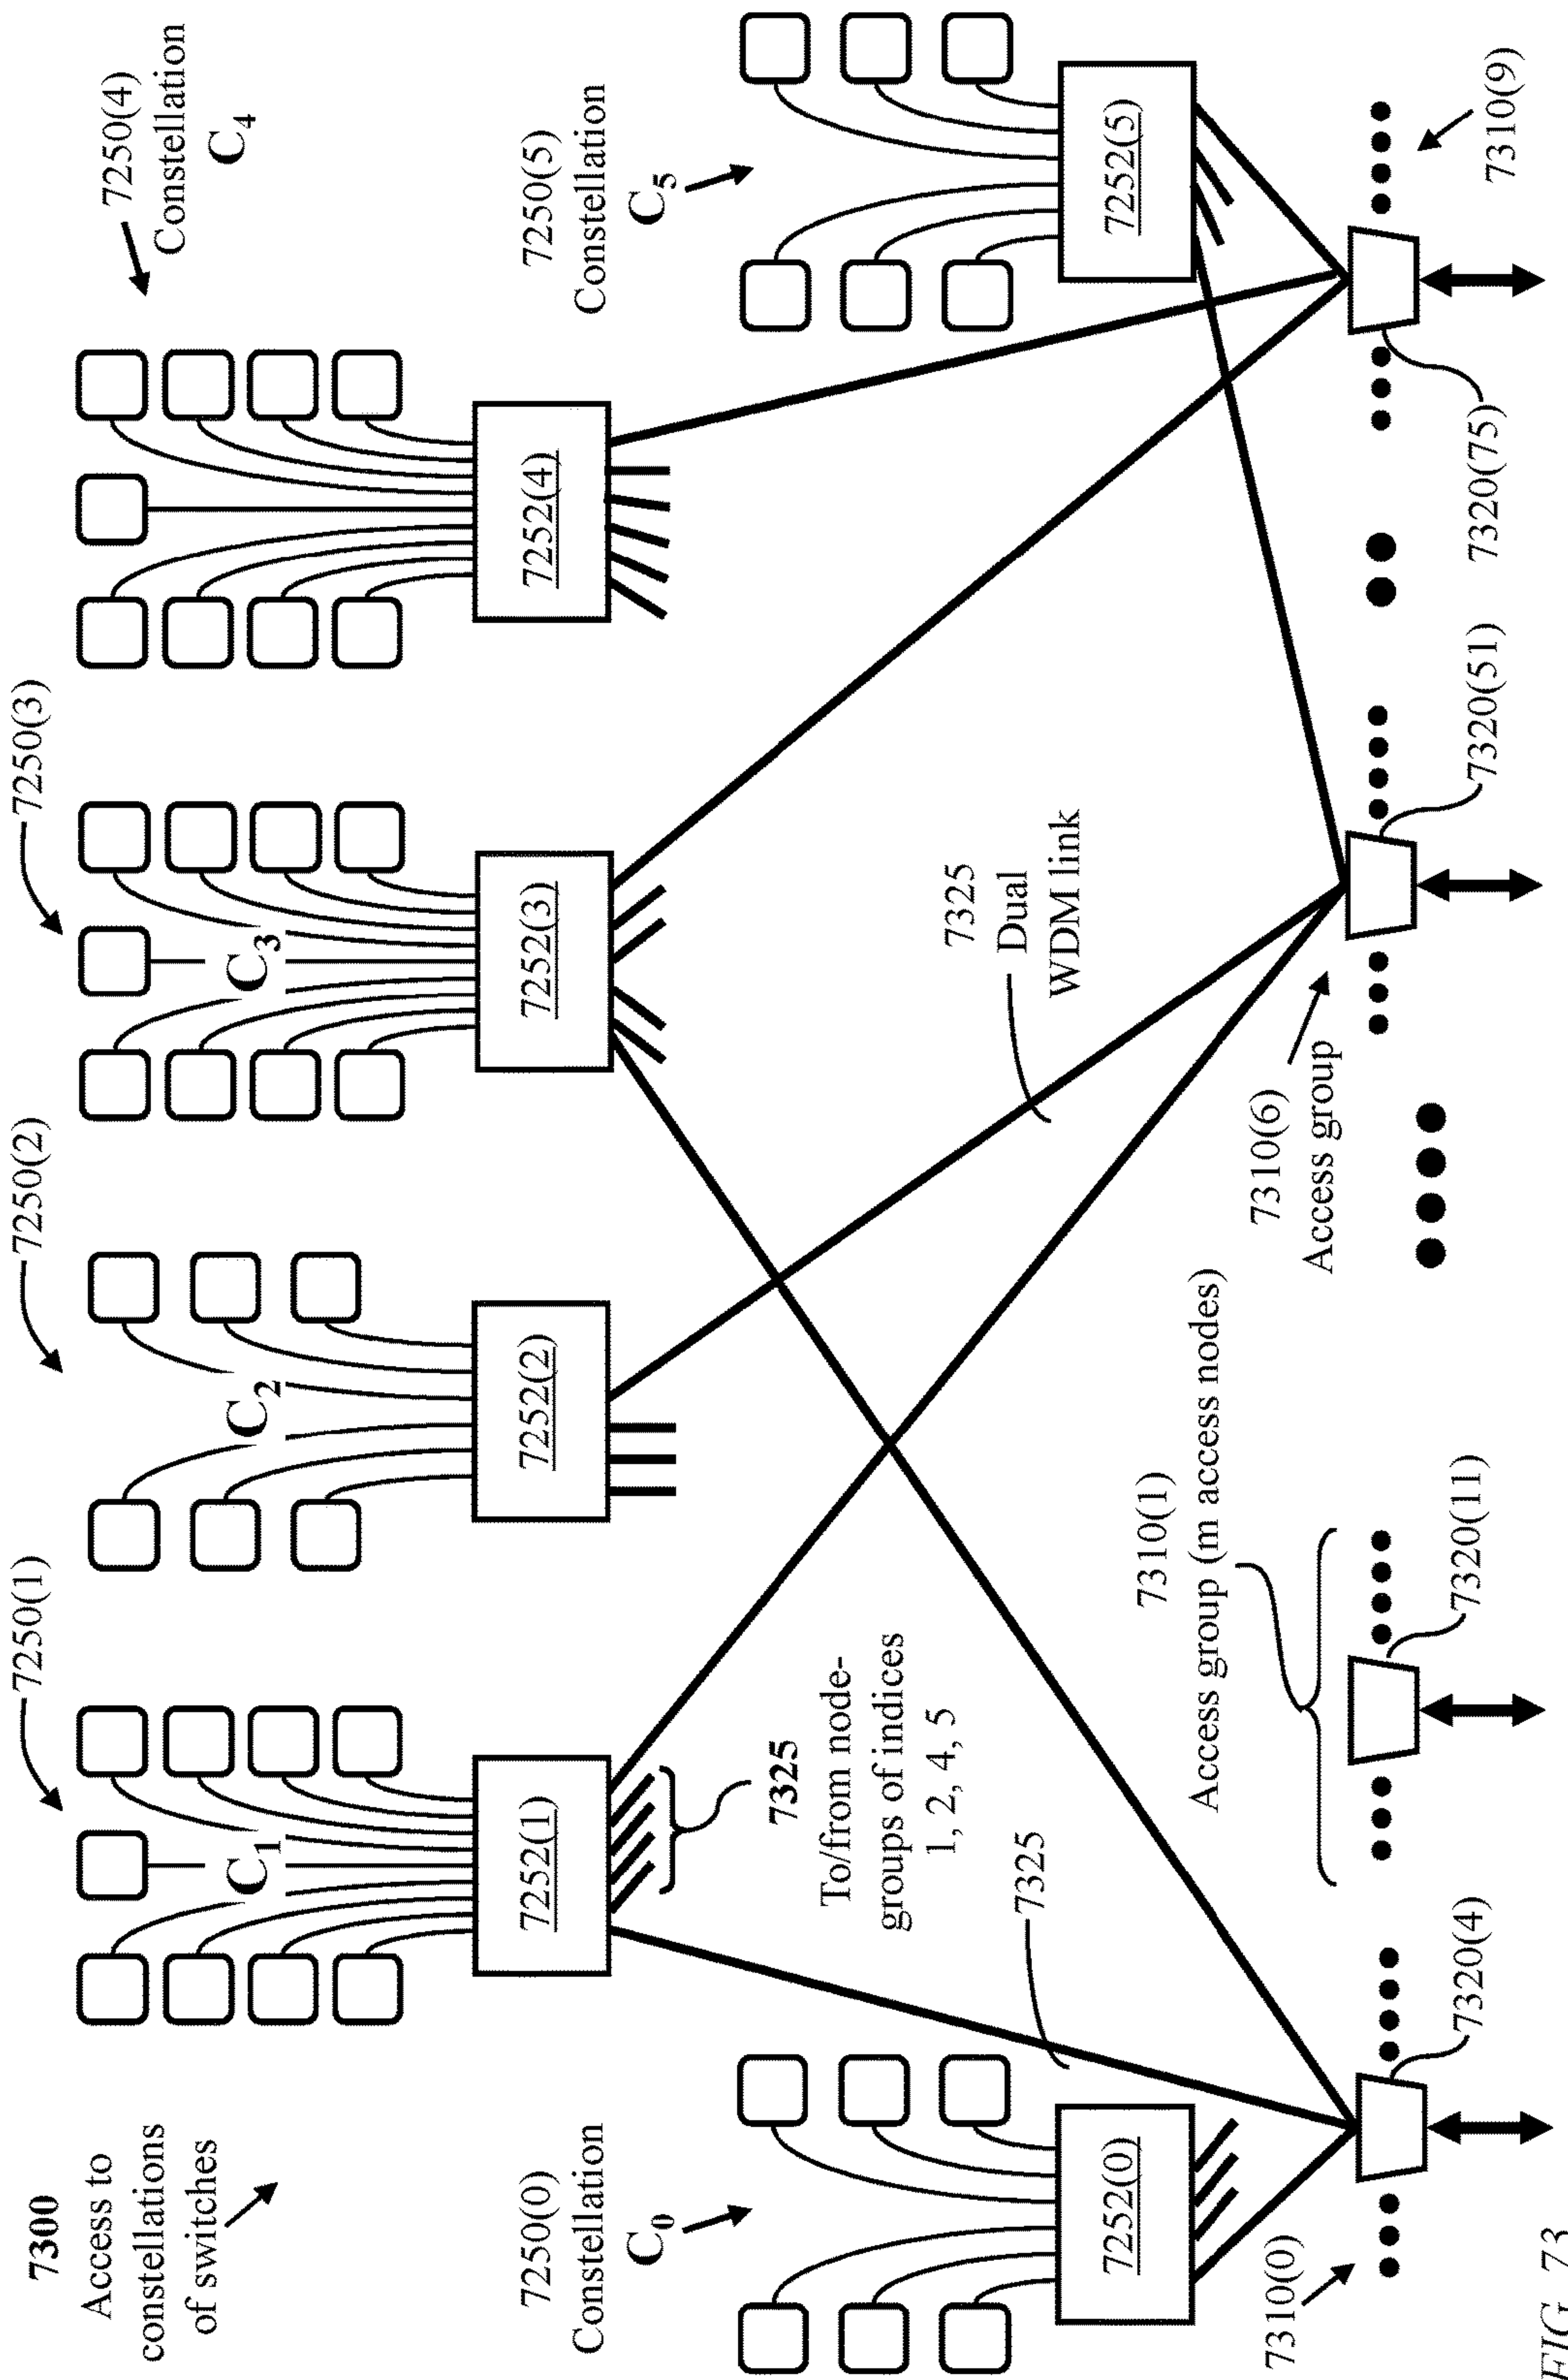 7300
Access to
constellations
of switches
7250(1)
7250(2)
7250(3)
7250(4)
Constellation
C4
C1
C2
C3
7252(1)
7252(2)
7252(3)
7252(4)
7250(0)
Constellation
C0
7250(5)
Constellation
C5
7252(0)
7252(5)
7325
To/from node-
groups of indices
1, 2, 4, 5
7325
Dual
WDM link
7325
7310(0)
7310(1)
Access group (m access nodes)
7310(6)
Access group
7310(9)
7320(4)
7320(11)
7320(51)
7320(75)
FIG. 73